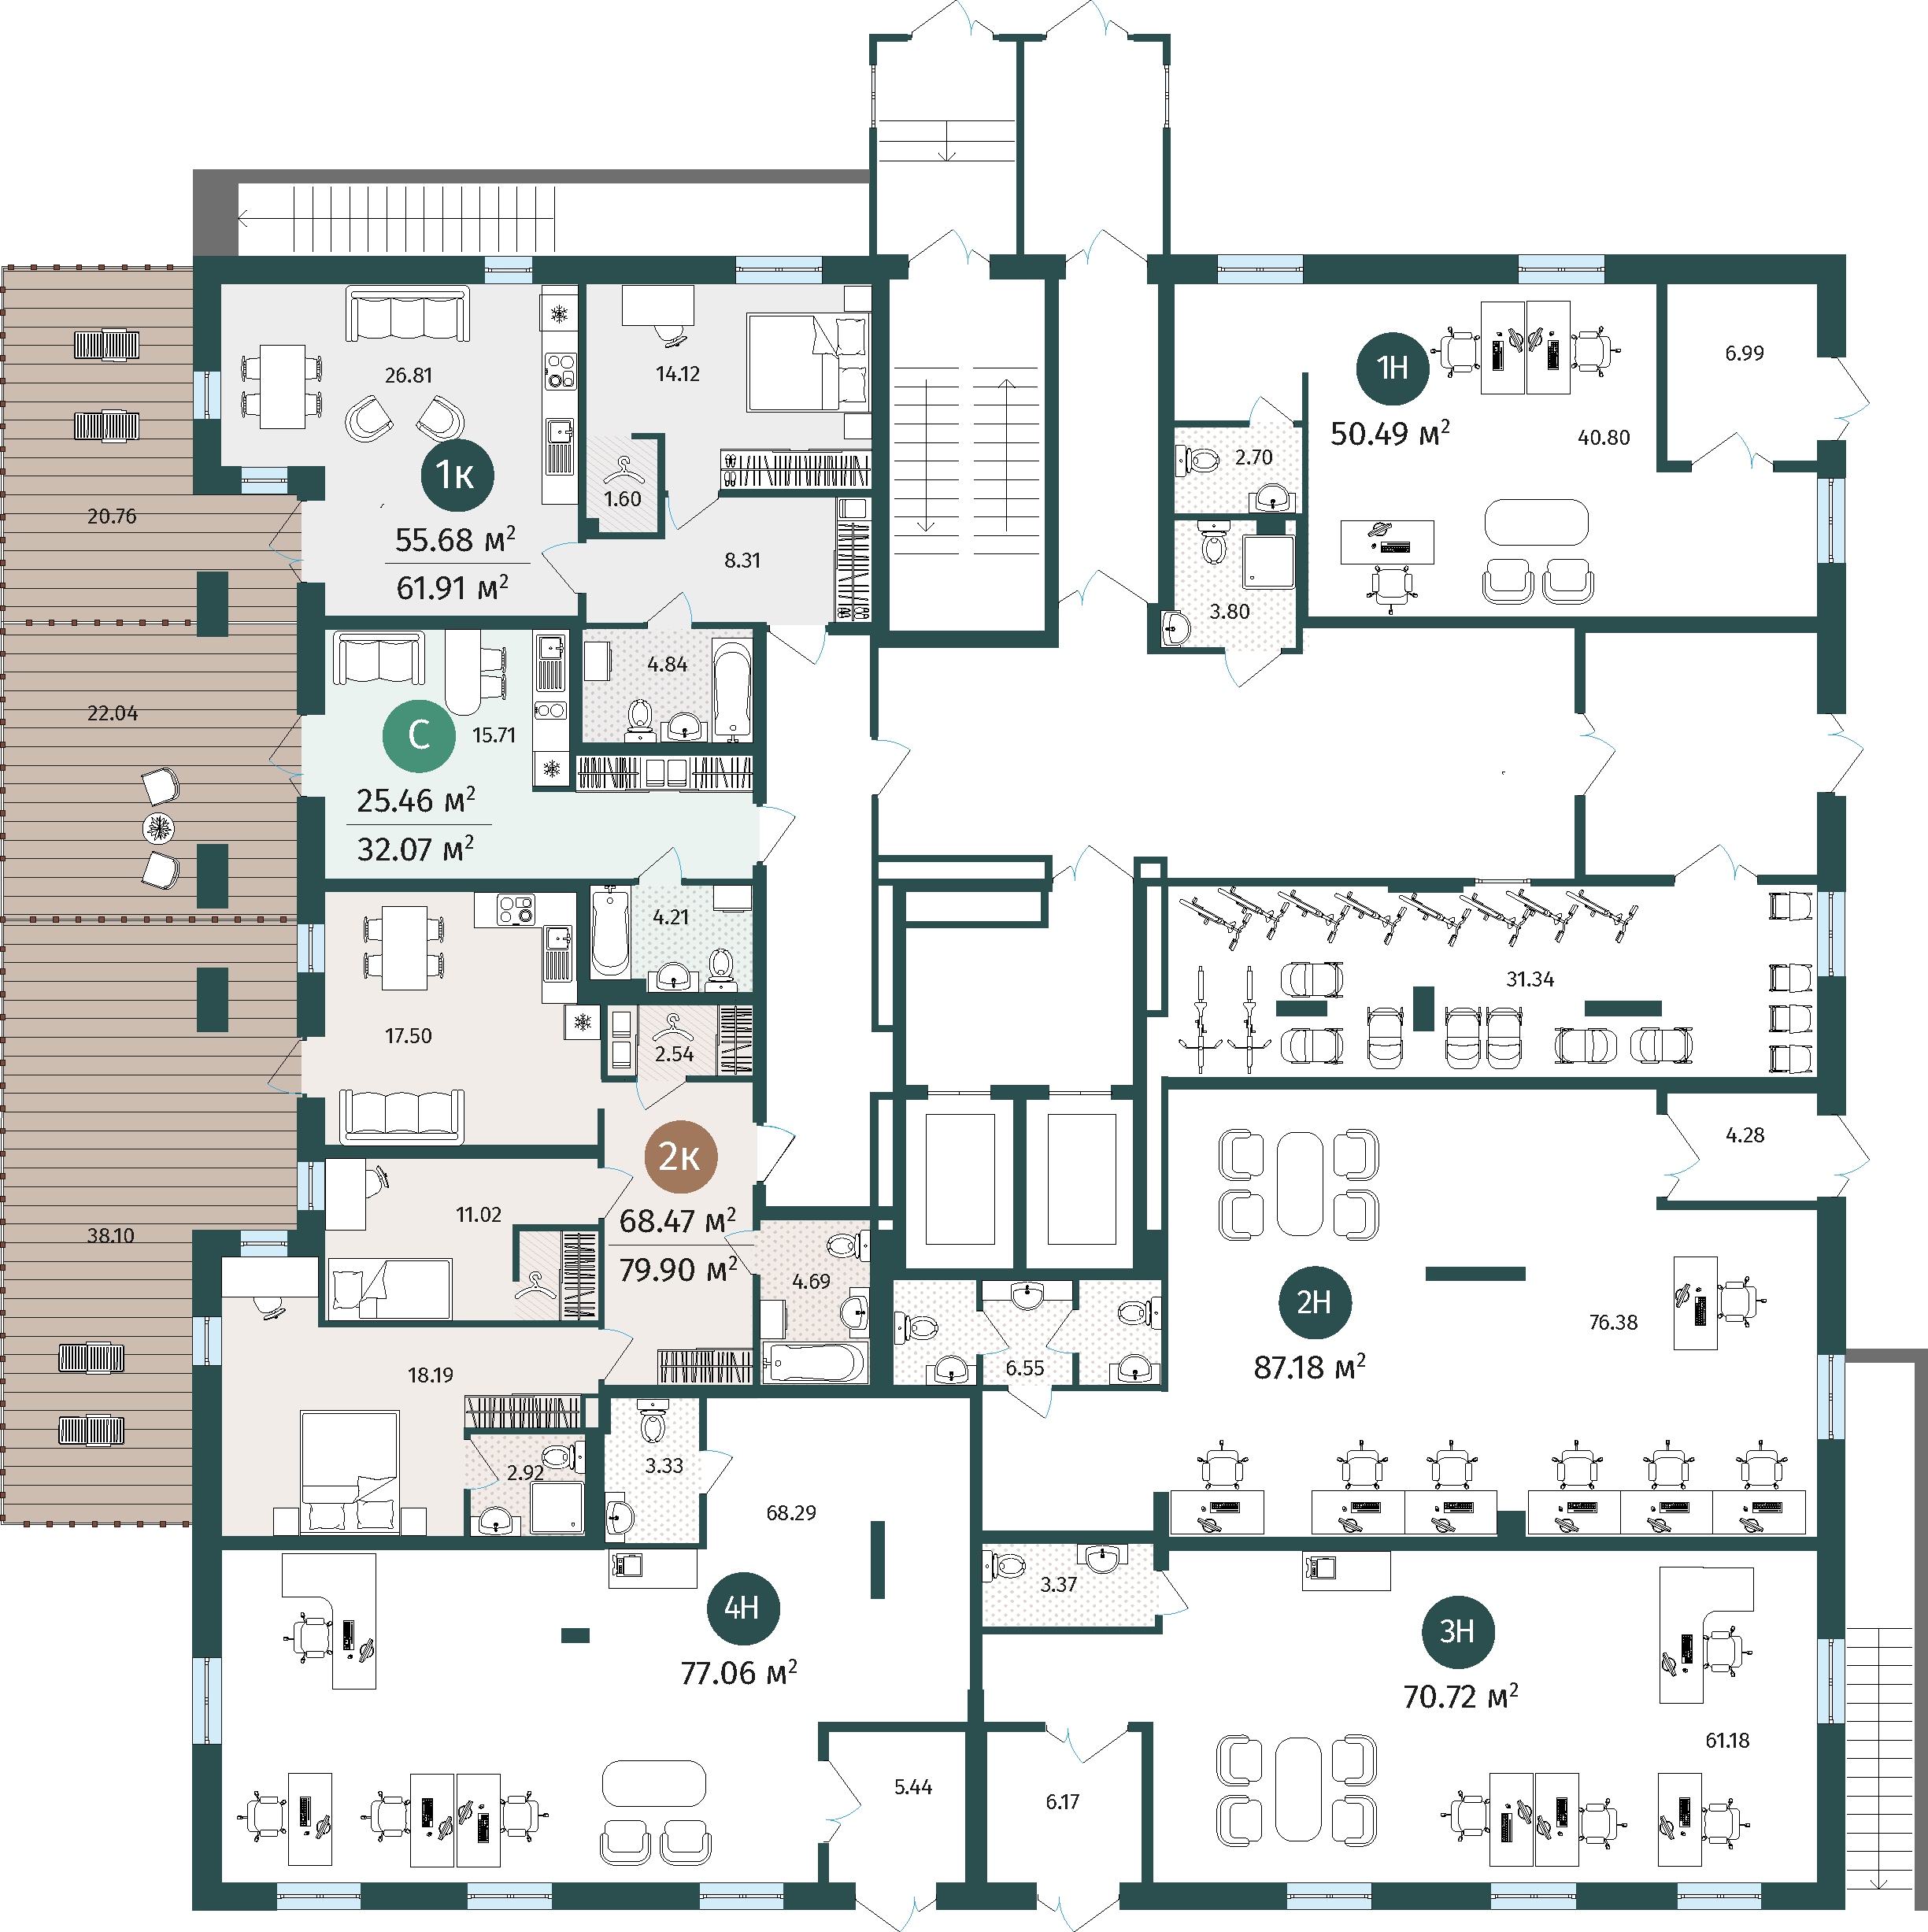 1Н
50.49 м²
6.99
40.80
2.70
3.80
26.81
14.12
1к
1.60
55.68 м²
61.91 м²
8.31
20.76
22.04
4.84
С
15.71
25.46 м²
32.07 м²
4.21
17.50
2.54
31.34
2к
11.02
68.47 м²
79.90 м²
4.69
38.10
4.28
2Н
76.38
87.18 м²
6.55
18.19
2.92
3.33
68.29
4Н
77.06 м²
3.37
3Н
70.72 м²
61.18
5.44
6.17